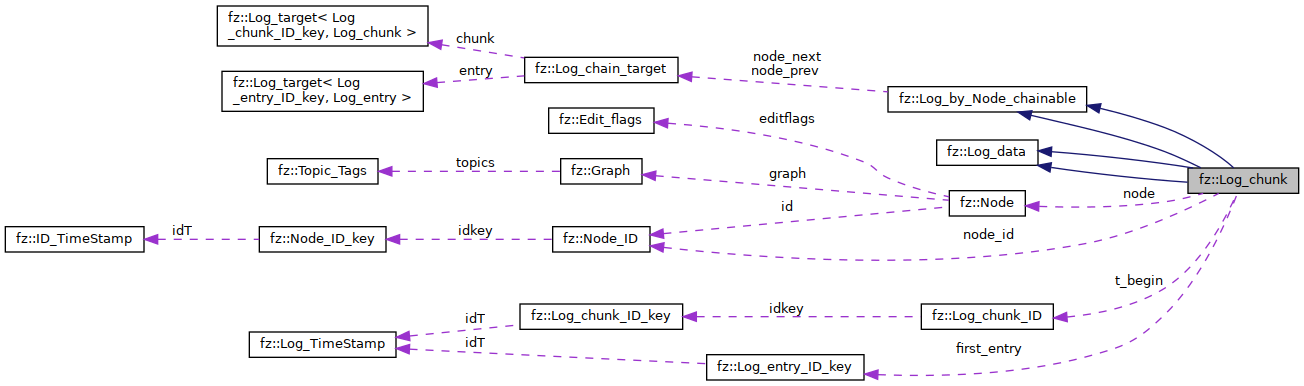 fz::Log_target< Log
_chunk_ID_key, Log_chunk >
chunk
fz::Log_chain_target
node_next
node_prev
entry
fz::Log_target< Log
_entry_ID_key, Log_entry >
fz::Log_by_Node_chainable
fz::Edit_flags
editflags
fz::Log_data
fz::Topic_Tags
topics
fz::Graph
graph
fz::Log_chunk
node
fz::Node
id
fz::ID_TimeStamp
idT
fz::Node_ID_key
idkey
fz::Node_ID
node_id
t_begin
fz::Log_chunk_ID_key
idkey
fz::Log_chunk_ID
idT
fz::Log_TimeStamp
idT
first_entry
fz::Log_entry_ID_key